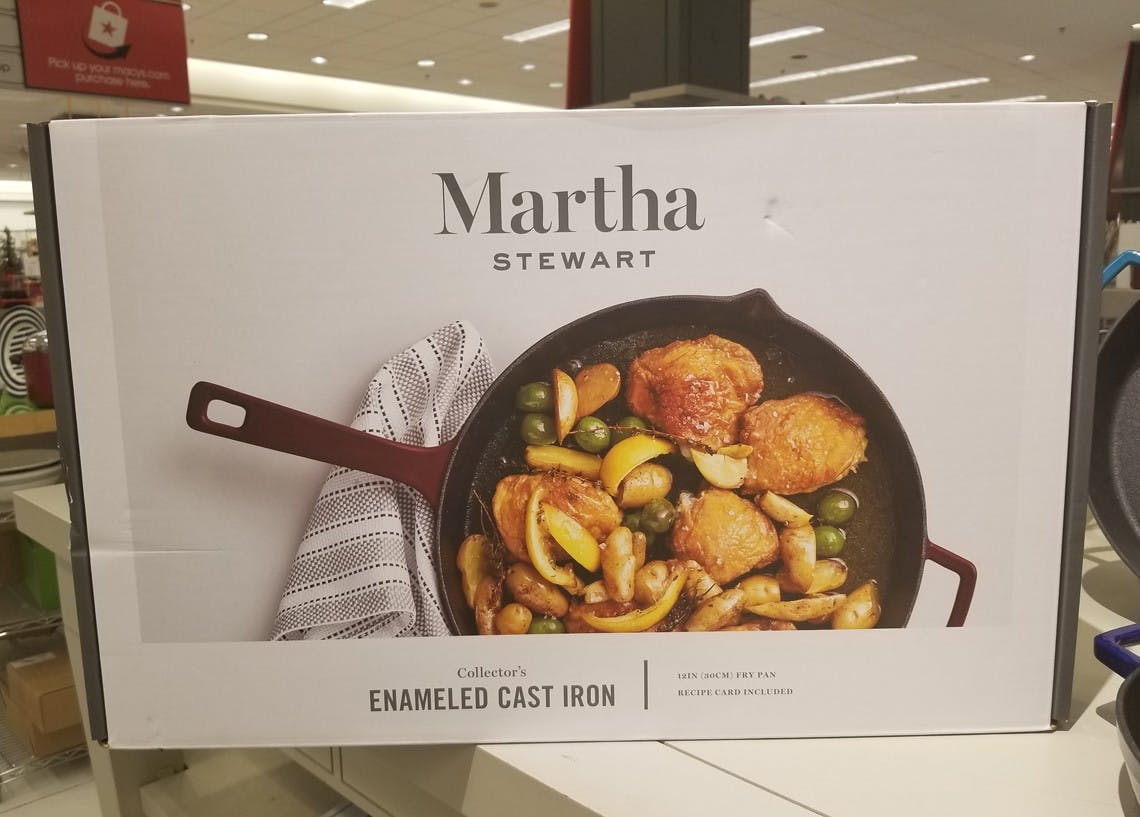 Pick up your macys.com
purchase here.
Martha
STEWART
Collector's
ENAMELED CAST IRON
12IN (30CM) FRY PAN
RECIPE CARD INCLUDED